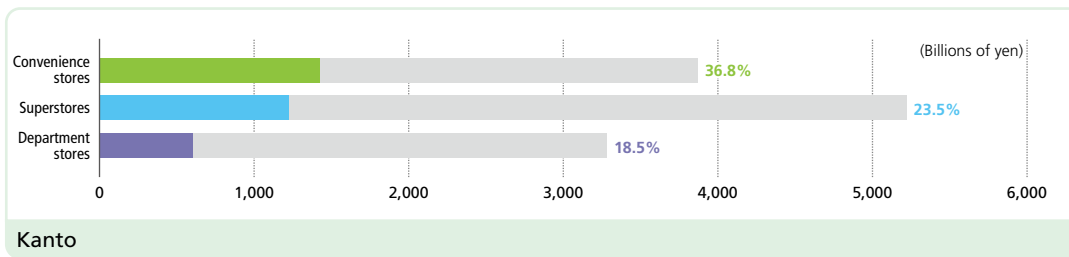 (Billions of yen)
Convenience
stores
36.8%
Superstores
23.5%
Department
stores
18.5%
0 1,000 2,000 3,000 4,000 5,000 6,000
Kanto